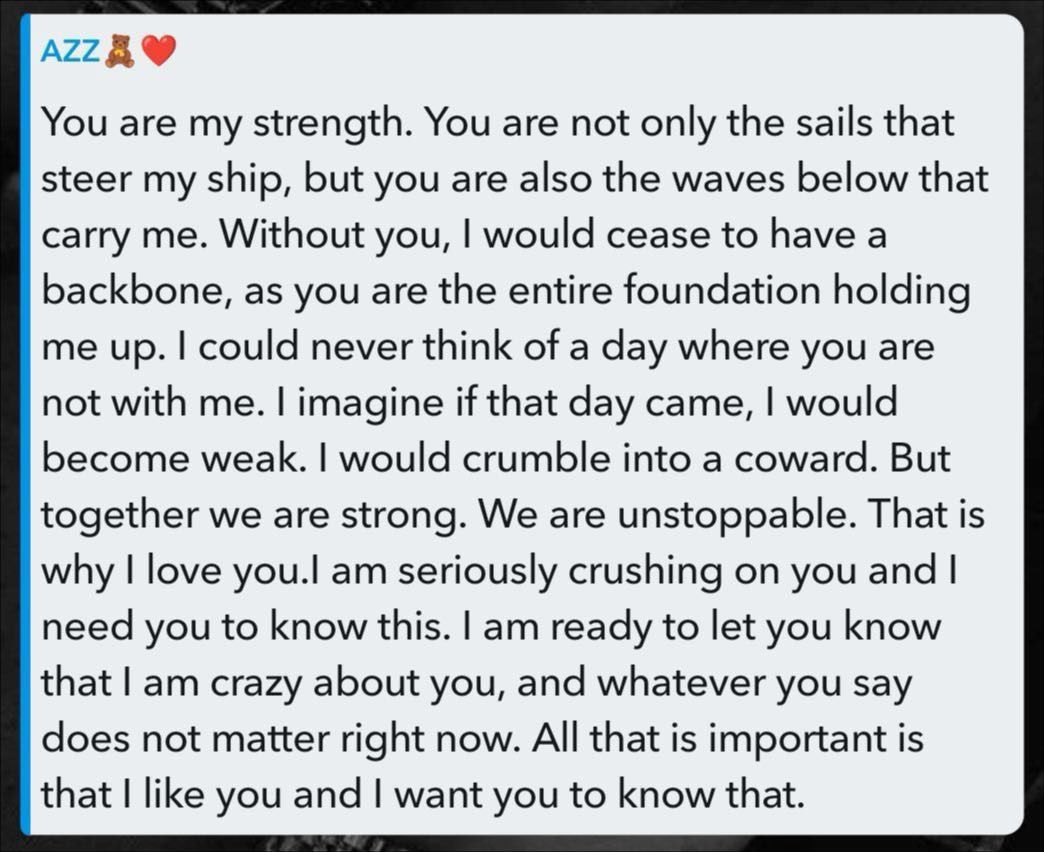 AZZ🧸❤️
You are my strength. You are not only the sails that
steer my ship, but you are also the waves below that
carry me. Without you, I would cease to have a
backbone, as you are the entire foundation holding
me up. I could never think of a day where you are
not with me. I imagine if that day came, I would
become weak. I would crumble into a coward. But
together we are strong. We are unstoppable. That is
why I love you.I am seriously crushing on you and I
need you to know this. I am ready to let you know
that I am crazy about you, and whatever you say
does not matter right now. All that is important is
that I like you and I want you to know that.